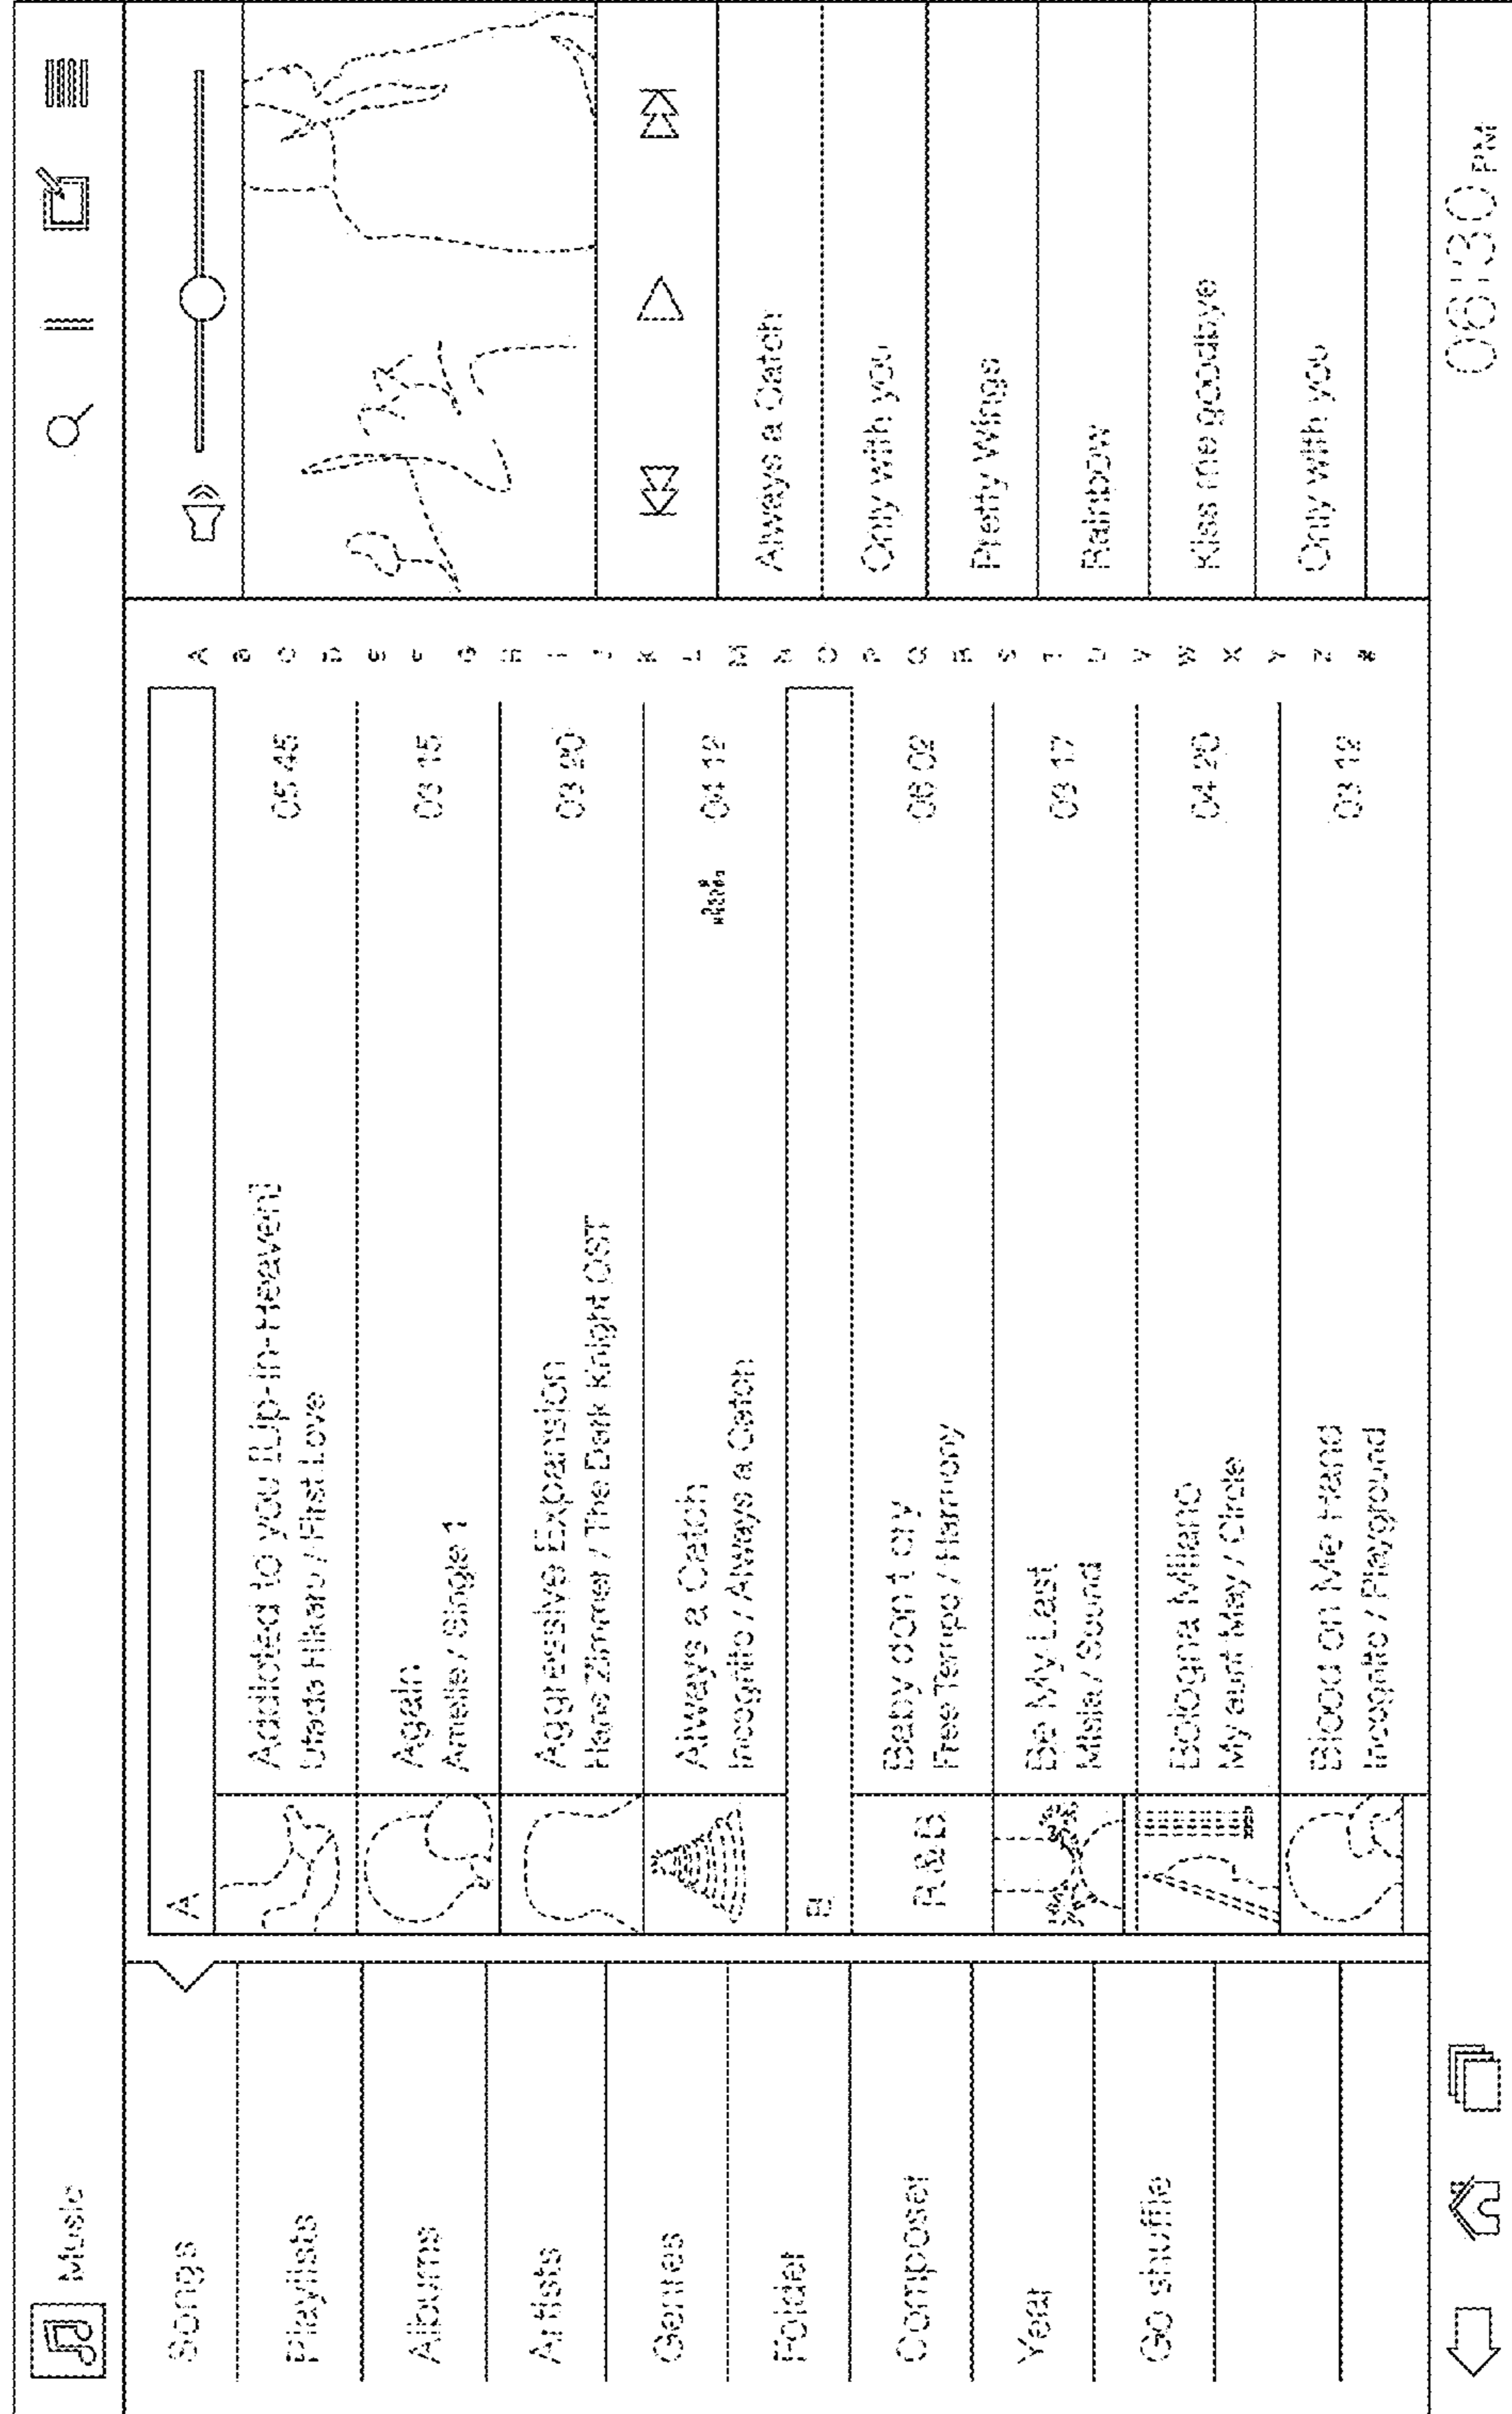 Music
Songs
Playlists
Albums
Artists
Genres
Folder
Composer
Year
Go shuffle
A
Addicted to you [Up-In-Heaven]
Utada Hikaru / First Love
05 45
Again
Amelie / Single 1
03 15
Aggressive Expansion
Hans Zimmer / The Dark Knight OST
03 20
Always a Catch
Incognito / Always a Catch
04 12
B
R&B
Baby don't cry
Free Tempo / Harmony
06 02
Be My Last
Misia / Sound
03 17
Bologna Milano
My aunt May / Circle
04 20
Blood on Me Hand
Incognito / Playground
03 12
A
B
C
D
E
F
G
H
I
J
K
L
M
N
O
P
Q
R
S
T
U
V
W
X
Y
Z
#
Always a Catch
Only with you
Pretty Wings
Rainbow
Kiss me goodbye
Only with you
06:30 PM